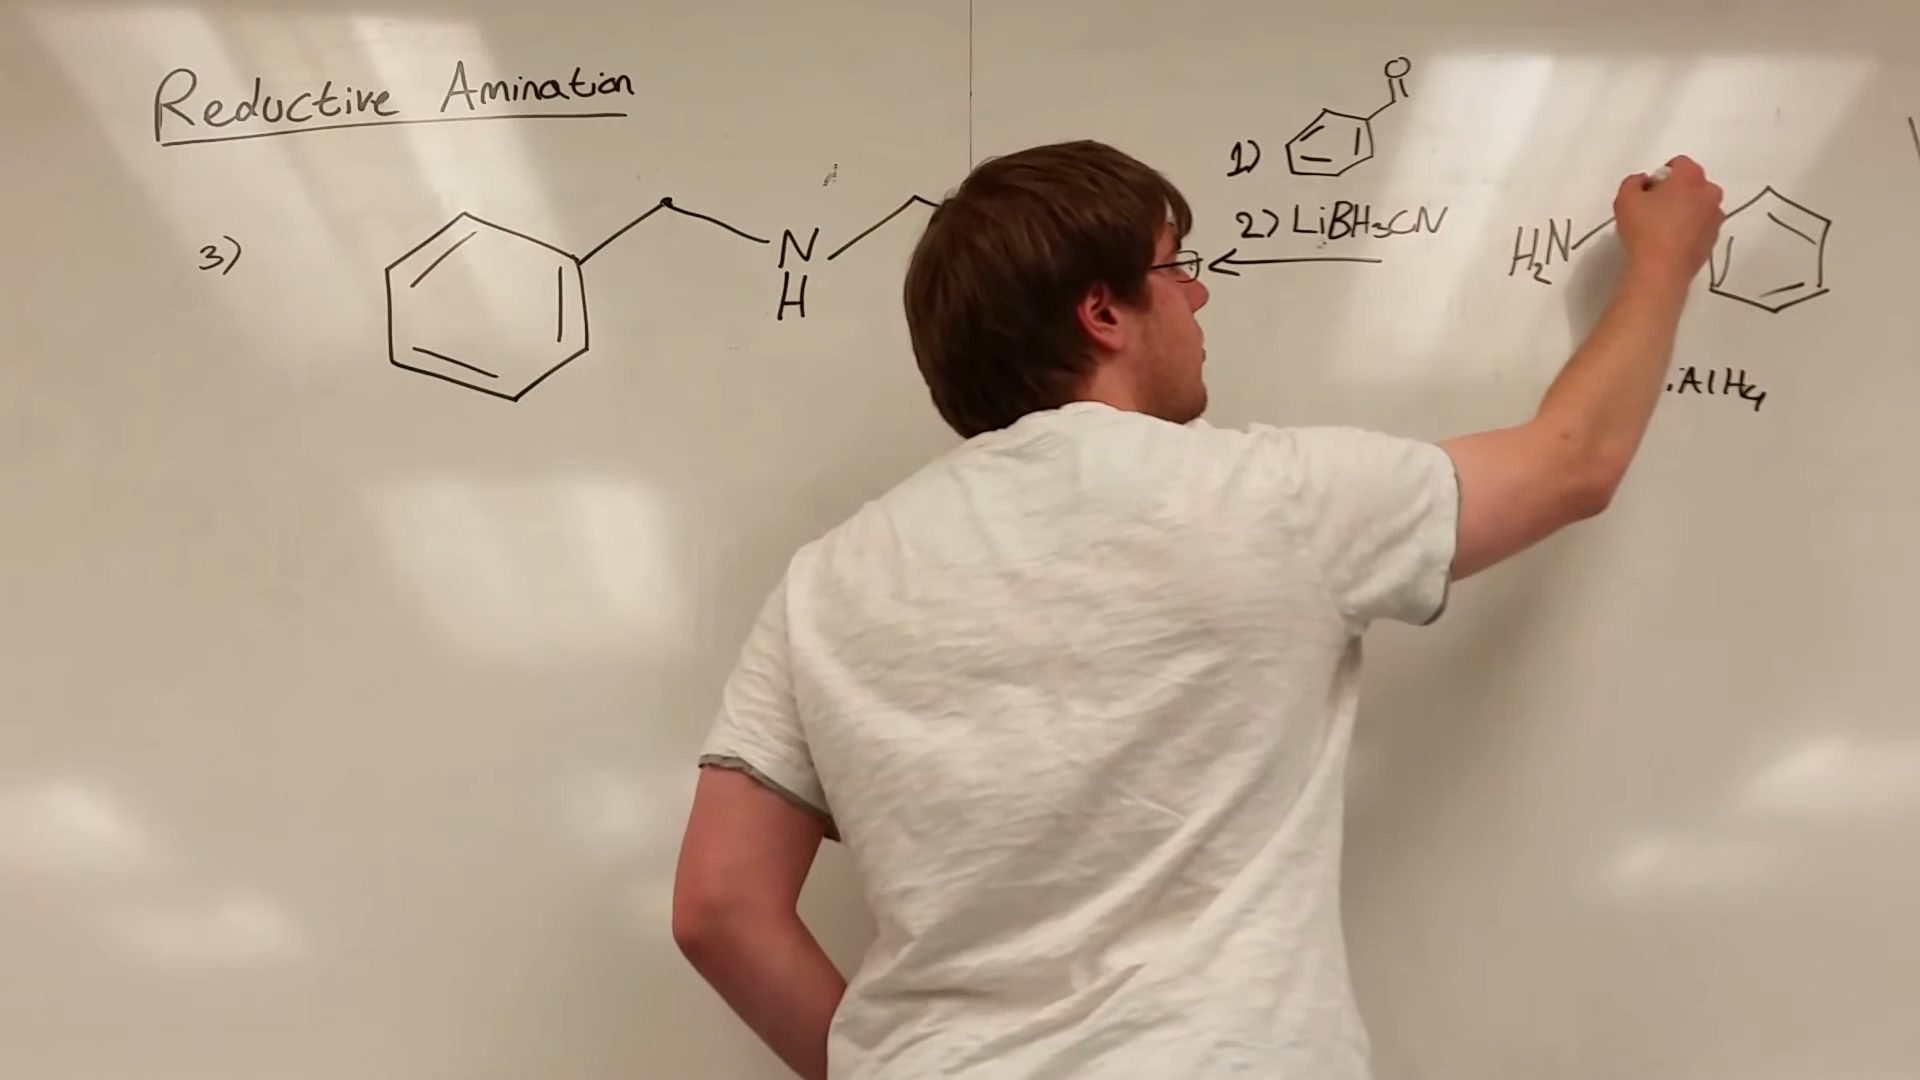 Reductive Amination
3)
N
H
1)
O
2) LiBH₃CN
H₂N
AlH₄